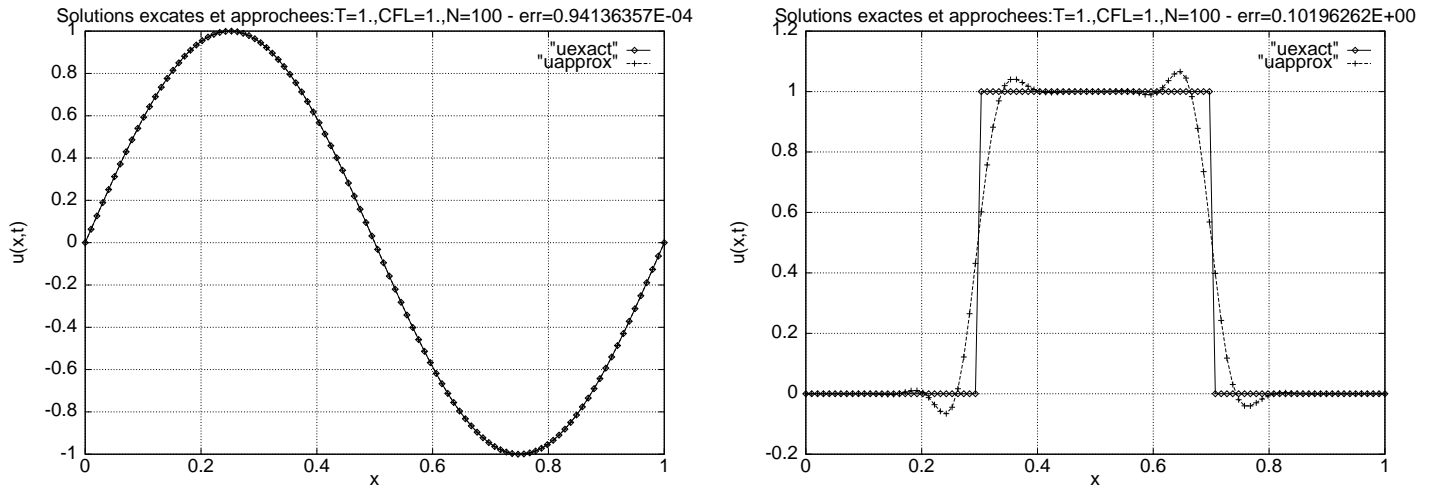 Solutions excates et approchees:T=1.,CFL=1.,N=100 - err=0.94136357E-04
1
"uexact"
"uapprox"
0.8
0.6
0.4
0.2
0
-0.2
-0.4
-0.6
-0.8
-1
u(x,t)
0 0.2 0.4 0.6 0.8 1
x
Solutions exactes et approchees:T=1.,CFL=1.,N=100 - err=0.10196262E+00
1.2
"uexact"
"uapprox"
1
0.8
0.6
0.4
0.2
0
-0.2
u(x,t)
0 0.2 0.4 0.6 0.8 1
x